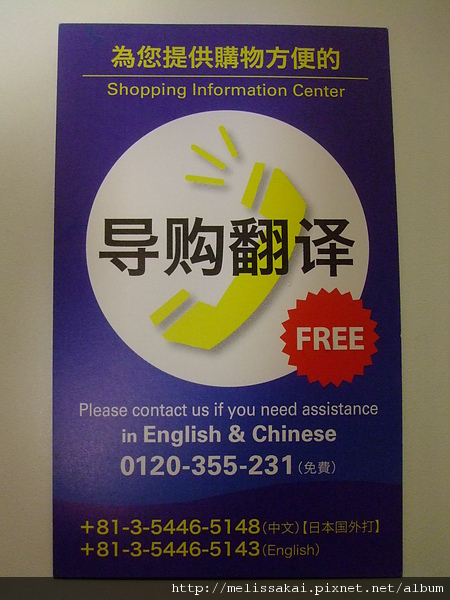 為您提供購物方便的
Shopping Information Center
导购翻译
FREE
Please contact us if you need assistance
in English & Chinese
0120-355-231(免費)
+81-3-5446-5148(中文)【日本国外打】
+81-3-5446-5143(English)
http://melissakai.pixnet.net/album